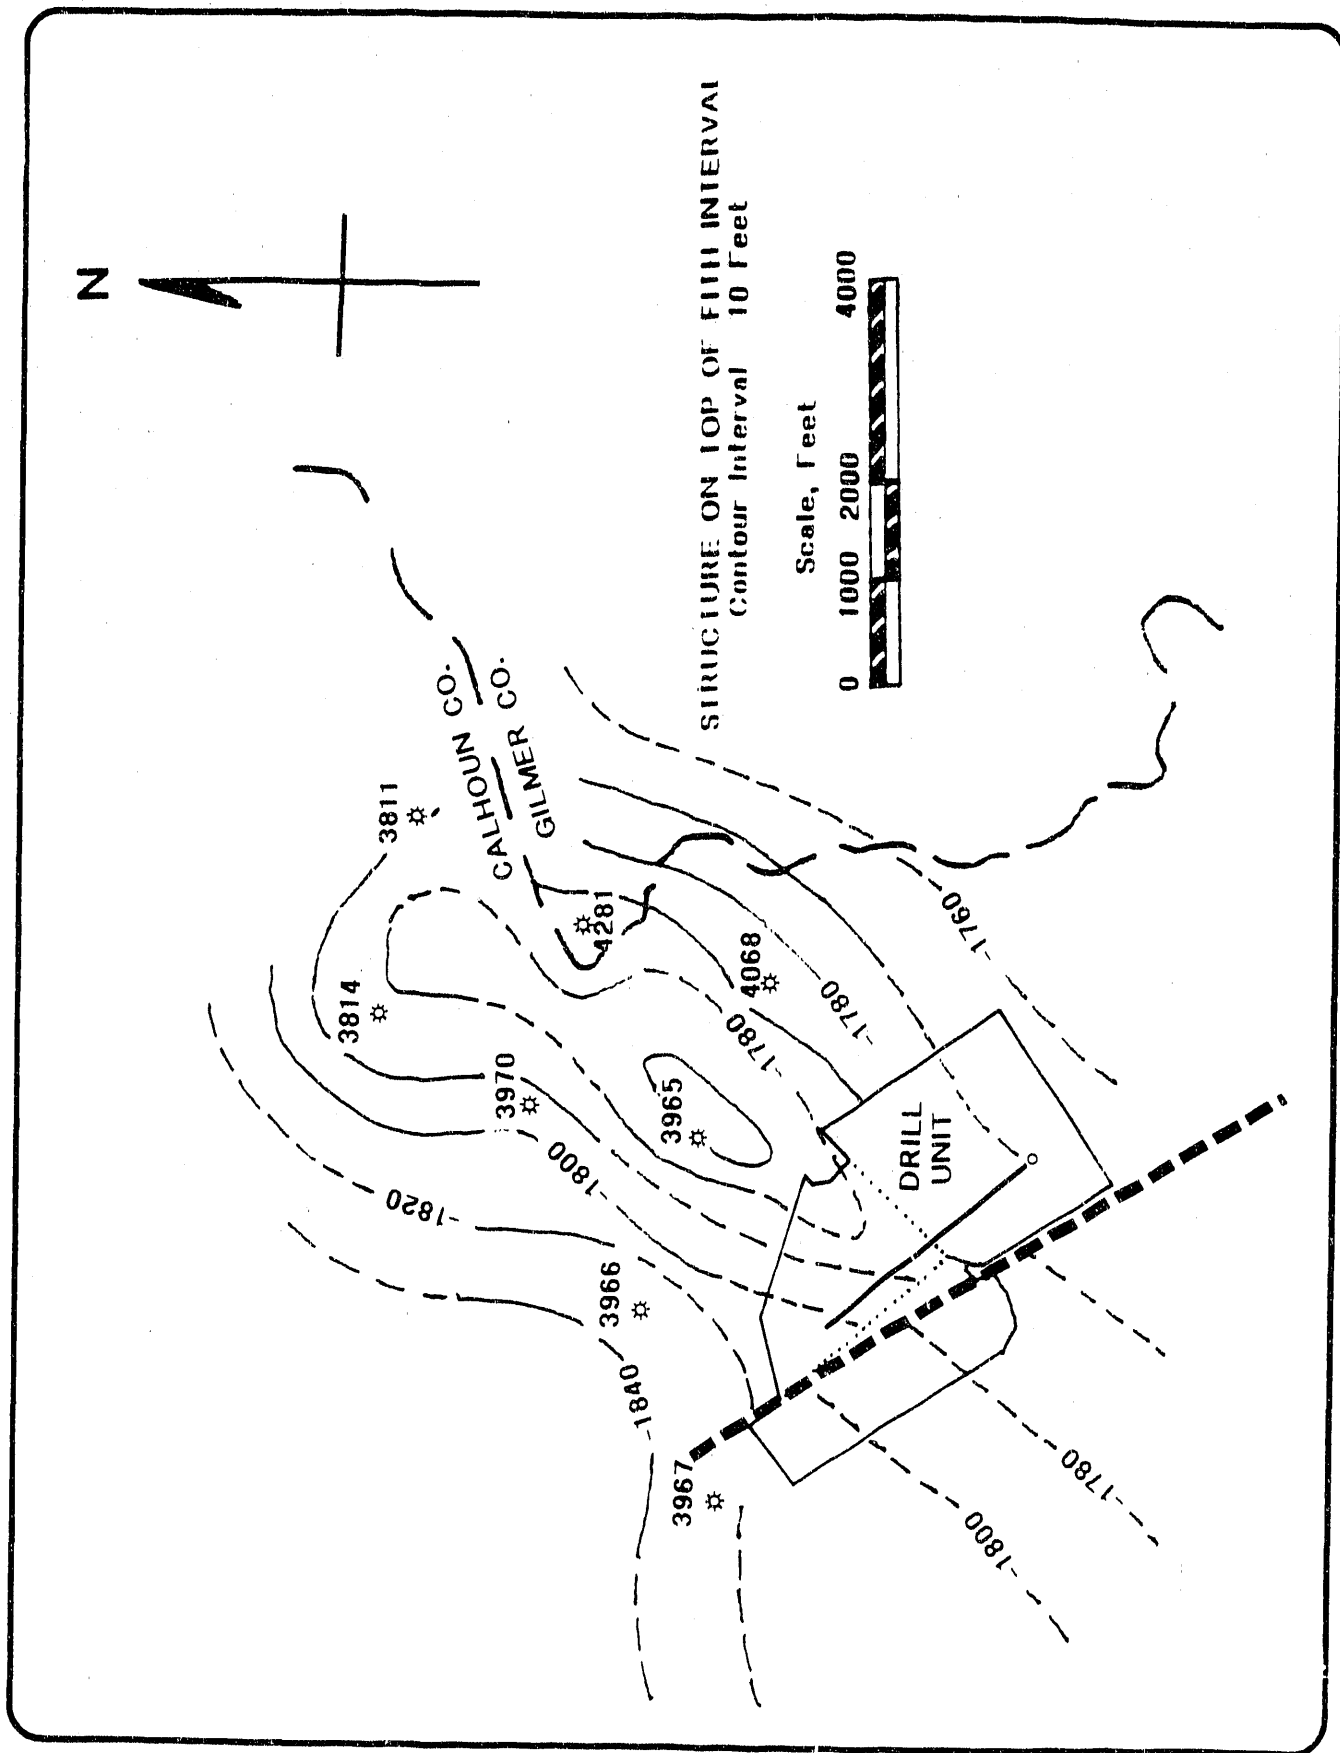 N
3811
CALHOUN CO.
GILMER CO.
3814
4281
3970
4068
3965
-1780
-1780
-1760
-1800
-1820
3966
DRILL
UNIT
-1840
3967
-1780
-1800
STRUCTURE ON TOP OF FIFTH INTERVAL
Contour Interval 10 Feet
Scale, Feet
0 1000 2000 4000